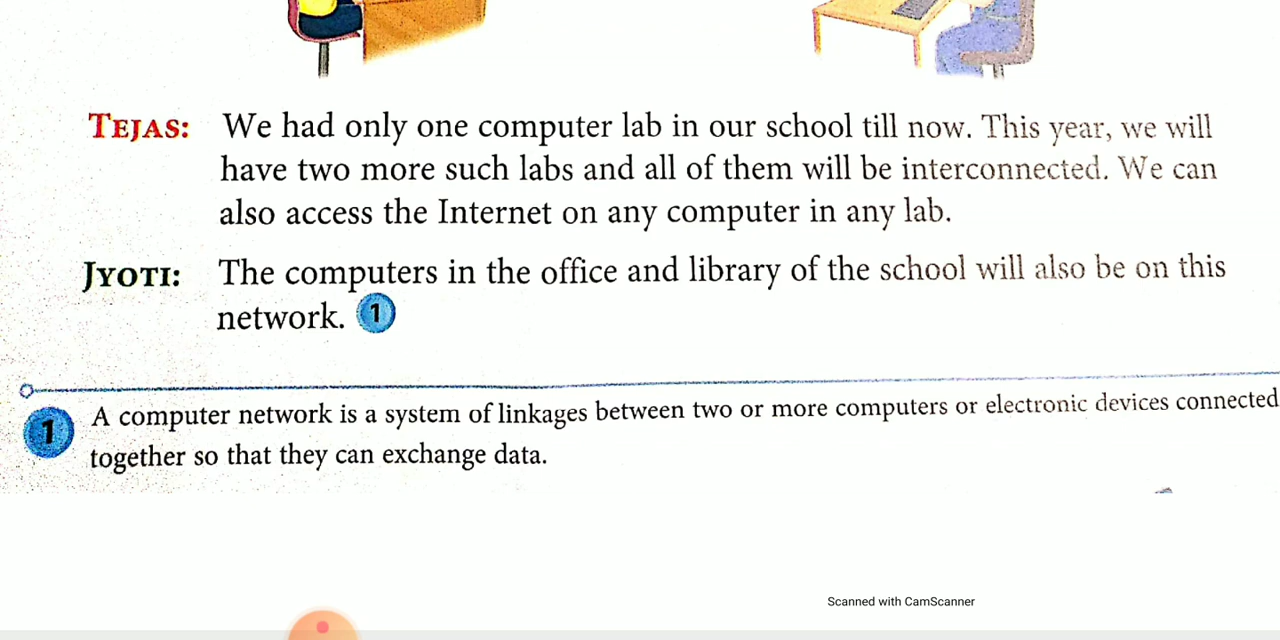 TEJAS: We had only one computer lab in our school till now. This year, we will
have two more such labs and all of them will be interconnected. We can
also access the Internet on any computer in any lab.
JYOTI: The computers in the office and library of the school will also be on this
network. 1
1 A computer network is a system of linkages between two or more computers or electronic devices connected
together so that they can exchange data.
Scanned with CamScanner